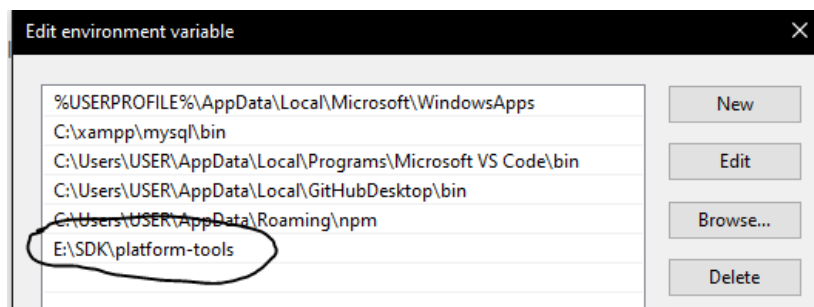 Edit environment variable
%USERPROFILE%\AppData\Local\Microsoft\WindowsApps
New
C:\xampp\mysql\bin
C:\Users\USER\AppData\Local\Programs\Microsoft VS Code\bin
Edit
C:\Users\USER\AppData\Local\GitHubDesktop\bin
C:\Users\USER\AppData\Roaming\npm
Browse...
E:\SDK\platform-tools
Delete